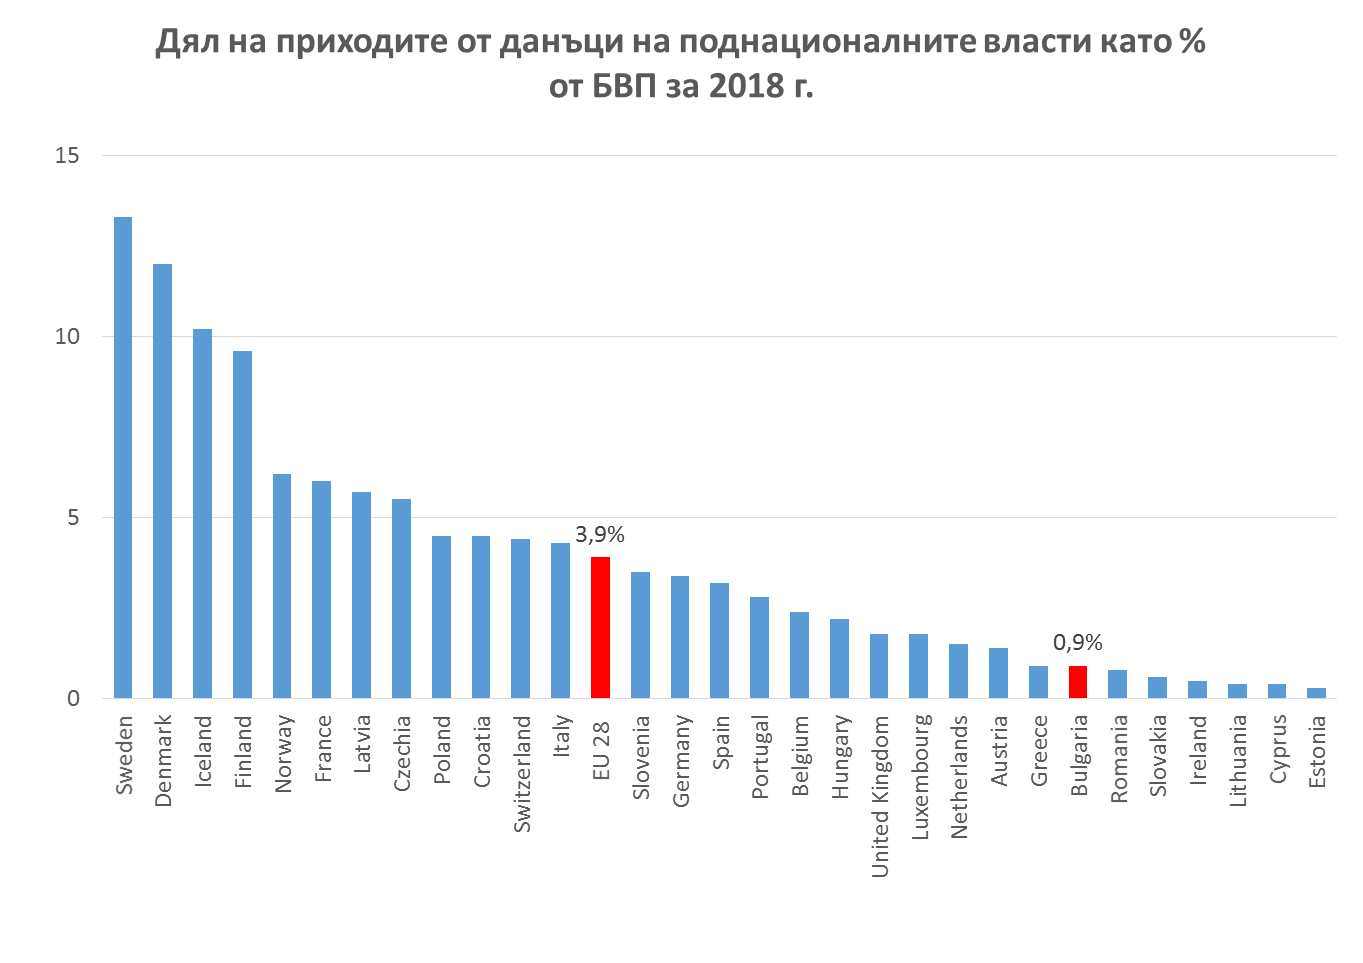 Дял на приходите от данъци на поднационалните власти като %
от БВП за 2018 г.
15
10
5
0
3,9%
0,9%
Sweden
Denmark
Iceland
Finland
Norway
France
Latvia
Czechia
Poland
Croatia
Switzerland
Italy
EU 28
Slovenia
Germany
Spain
Portugal
Belgium
Hungary
United Kingdom
Luxembourg
Netherlands
Austria
Greece
Bulgaria
Romania
Slovakia
Ireland
Lithuania
Cyprus
Estonia